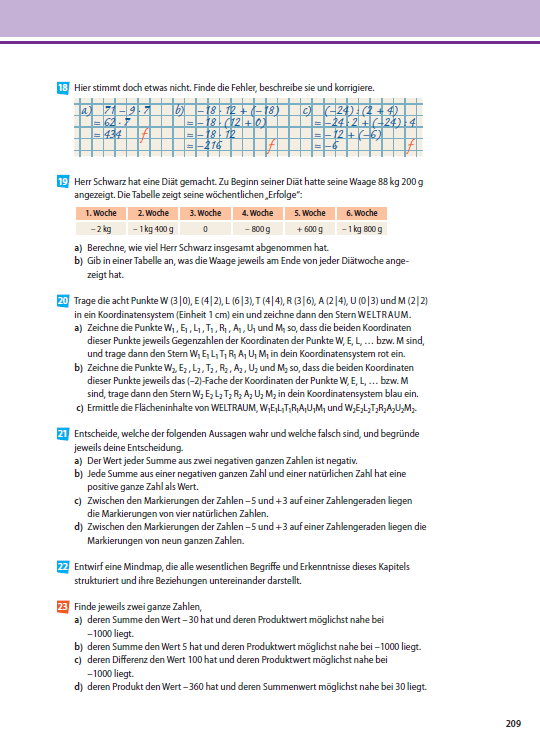 18 Hier stimmt doch etwas nicht. Finde die Fehler, beschreibe sie und korrigiere.
a) 71 – 9 · 7 b) –18 · 12 + (–18) c) (–24) : (2 + 4)
= 62 · 7 = –18 · (12 + 0) = –24 : 2 + (–24) : 4
= 434 f = –18 · 12 = –12 + (–6)
= –216 f = –6 f
19 Herr Schwarz hat eine Diät gemacht. Zu Beginn seiner Diät hatte seine Waage 88 kg 200 g
angezeigt. Die Tabelle zeigt seine wöchentlichen „Erfolge“:
1. Woche 2. Woche 3. Woche 4. Woche 5. Woche 6. Woche
– 2 kg – 1 kg 400 g 0 – 800 g + 600 g – 1 kg 800 g
a) Berechne, wie viel Herr Schwarz insgesamt abgenommen hat.
b) Gib in einer Tabelle an, was die Waage jeweils am Ende von jeder Diätwoche ange-
zeigt hat.
20 Trage die acht Punkte W (3|0), E (4|2), L (6|3), T (4|4), R (3|6), A (2|4), U (0|3) und M (2|2)
in ein Koordinatensystem (Einheit 1 cm) ein und zeichne dann den Stern WELTRAUM.
a) Zeichne die Punkte W₁, E₁, L₁, T₁, R₁, A₁, U₁ und M₁ so, dass die beiden Koordinaten
dieser Punkte jeweils Gegenzahlen der Koordinaten der Punkte W, E, L, … bzw. M sind,
und trage dann den Stern W₁ E₁ L₁ T₁ R₁ A₁ U₁ M₁ in dein Koordinatensystem rot ein.
b) Zeichne die Punkte W₂, E₂, L₂, T₂, R₂, A₂, U₂ und M₂ so, dass die beiden Koordinaten
dieser Punkte jeweils das (–2)-Fache der Koordinaten der Punkte W, E, L, … bzw. M
sind, trage dann den Stern W₂ E₂ L₂ T₂ R₂ A₂ U₂ M₂ in dein Koordinatensystem blau ein.
c) Ermittle die Flächeninhalte von WELTRAUM, W₁E₁L₁T₁R₁A₁U₁M₁ und W₂E₂L₂T₂R₂A₂U₂M₂.
21 Entscheide, welche der folgenden Aussagen wahr und welche falsch sind, und begründe
jeweils deine Entscheidung.
a) Der Wert jeder Summe aus zwei negativen ganzen Zahlen ist negativ.
b) Jede Summe aus einer negativen ganzen Zahl und einer natürlichen Zahl hat eine
positive ganze Zahl als Wert.
c) Zwischen den Markierungen der Zahlen – 5 und + 3 auf einer Zahlengeraden liegen
die Markierungen von vier natürlichen Zahlen.
d) Zwischen den Markierungen der Zahlen – 5 und + 3 auf einer Zahlengeraden liegen die
Markierungen von neun ganzen Zahlen.
22 Entwirf eine Mindmap, die alle wesentlichen Begriffe und Erkenntnisse dieses Kapitels
strukturiert und ihre Beziehungen untereinander darstellt.
23 Finde jeweils zwei ganze Zahlen,
a) deren Summe den Wert – 30 hat und deren Produktwert möglichst nahe bei
–1000 liegt.
b) deren Summe den Wert 5 hat und deren Produktwert möglichst nahe bei –1000 liegt.
c) deren Differenz den Wert 100 hat und deren Produktwert möglichst nahe bei
–1000 liegt.
d) deren Produkt den Wert – 360 hat und deren Summenwert möglichst nahe bei 30 liegt.
209